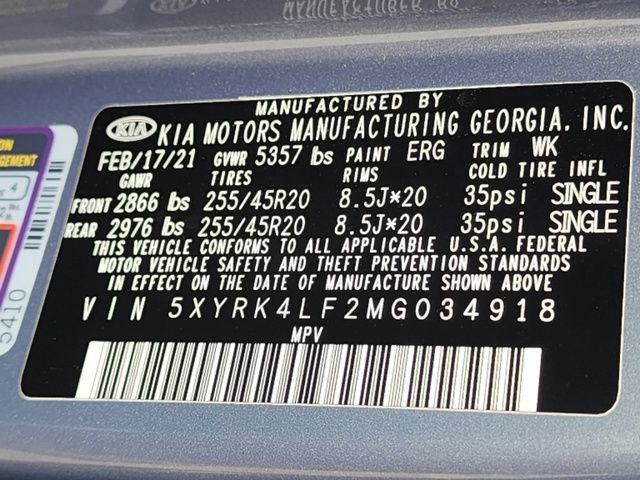 MANUFACTURED BY
KIA KIA MOTORS MANUFACTURING GEORGIA. INC.
FEB/17/21 GVWR 5357 lbs PAINT ERG TRIM WK
GAWR TIRES RIMS COLD TIRE INFL
FRONT 2866 lbs 255/45R20 8.5J*20 35psi SINGLE
REAR 2976 lbs 255/45R20 8.5J*20 35psi SINGLE
THIS VEHICLE CONFORMS TO ALL APPLICABLE U.S.A. FEDERAL
MOTOR VEHICLE SAFETY AND THEFT PREVENTION STANDARDS
IN EFFECT ON THE DATE OF MANUFACTURE SHOWN ABOVE
VIN 5XYRK4LF2MG034918
MPV
4
5410